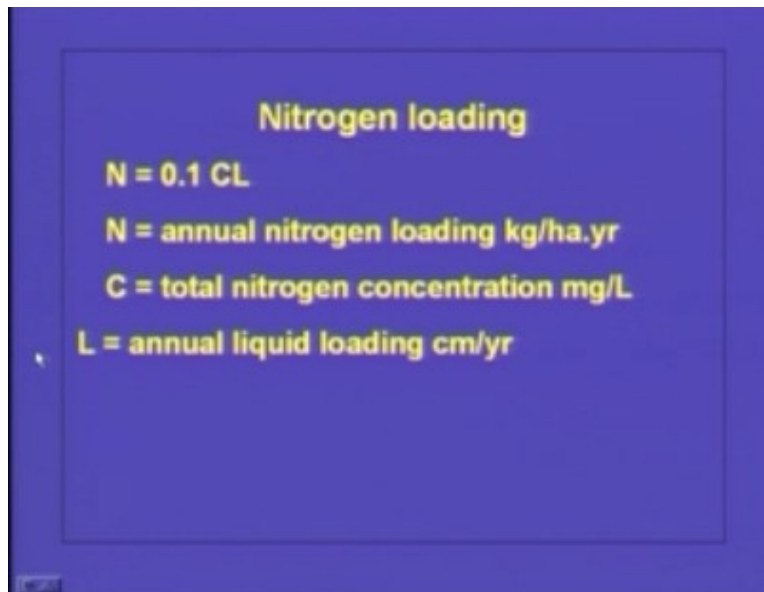 Nitrogen loading
N = 0.1 CL
N = annual nitrogen loading kg/ha.yr
C = total nitrogen concentration mg/L
L = annual liquid loading cm/yr